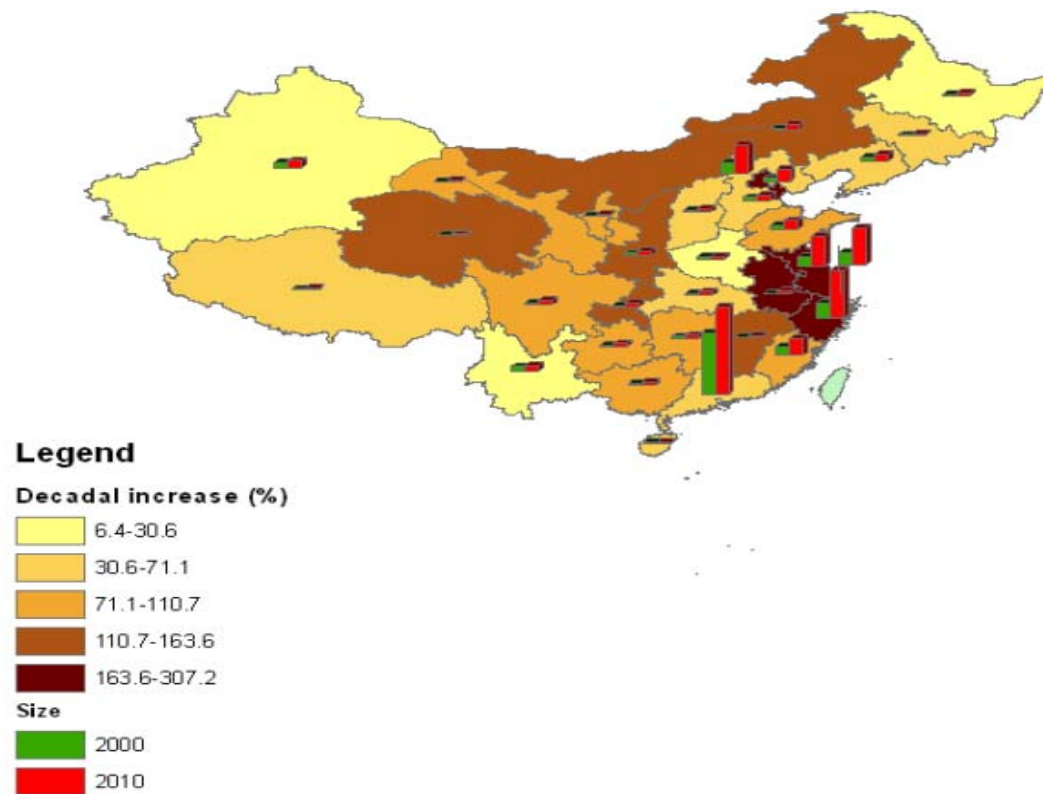 Legend
Decadal increase (%)
6.4-30.6
30.6-71.1
71.1-110.7
110.7-163.6
163.6-307.2
Size
2000
2010